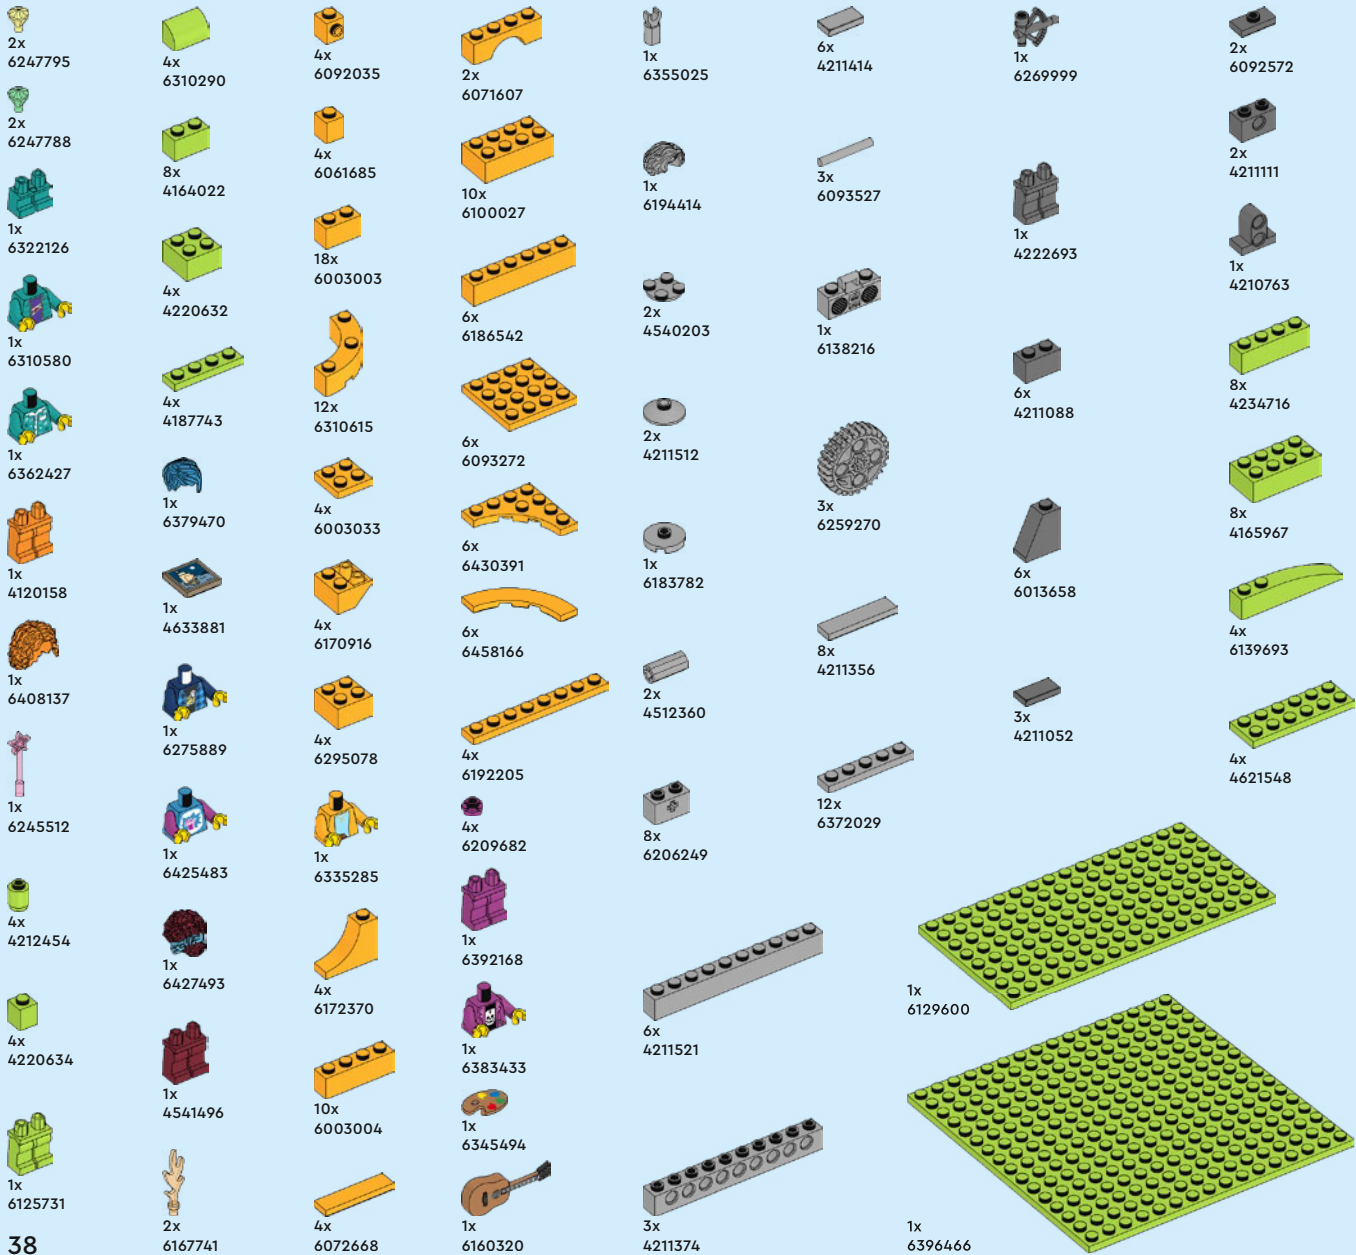 2x
6247795
2x
6247788
1x
6322126
1x
6310580
1x
6362427
1x
4120158
1x
6408137
1x
6245512
4x
4212454
4x
4220634
1x
6125731
38
4x
6310290
8x
4164022
4x
4220632
4x
4187743
1x
6379470
1x
4633881
1x
6275889
1x
6425483
1x
6427493
1x
4541496
2x
6167741
4x
6092035
4x
6061685
18x
6003003
12x
6310615
4x
6003033
4x
6170916
4x
6295078
1x
6335285
4x
6172370
10x
6003004
4x
6072668
2x
6071607
10x
6100027
6x
6186542
6x
6093272
6x
6430391
6x
6458166
4x
6192205
4x
6209682
1x
6392168
1x
6383433
1x
6345494
1x
6160320
1x
6355025
1x
6194414
2x
4540203
2x
4211512
1x
6183782
2x
4512360
8x
6206249
6x
4211521
3x
4211374
6x
4211414
3x
6093527
1x
6138216
3x
6259270
8x
4211356
12x
6372029
1x
6129600
1x
6396466
1x
6269999
1x
4222693
6x
4211088
6x
6013658
3x
4211052
2x
6092572
2x
4211111
1x
4210763
8x
4234716
8x
4165967
4x
6139693
4x
4621548